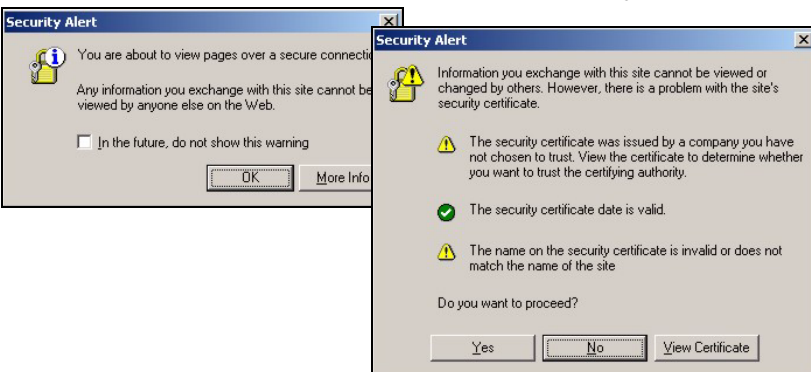 Security Alert
You are about to view pages over a secure connecti
Any information you exchange with this site cannot be
viewed by anyone else on the Web.
In the future, do not show this warning
OK
More Info
Security Alert
Information you exchange with this site cannot be viewed or
changed by others. However, there is a problem with the site's
security certificate.
The security certificate was issued by a company you have
not chosen to trust. View the certificate to determine whether
you want to trust the certifying authority.
The security certificate date is valid.
The name on the security certificate is invalid or does not
match the name of the site
Do you want to proceed?
Yes
No
View Certificate